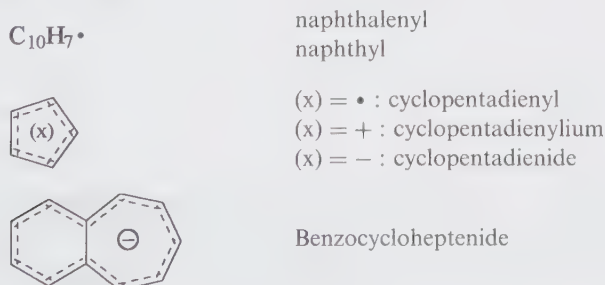 C₁₀H₇•
naphthalenyl
naphthyl
(x)
(x) = • : cyclopentadienyl
(x) = + : cyclopentadienylium
(x) = − : cyclopentadienide
−
Benzocycloheptenide